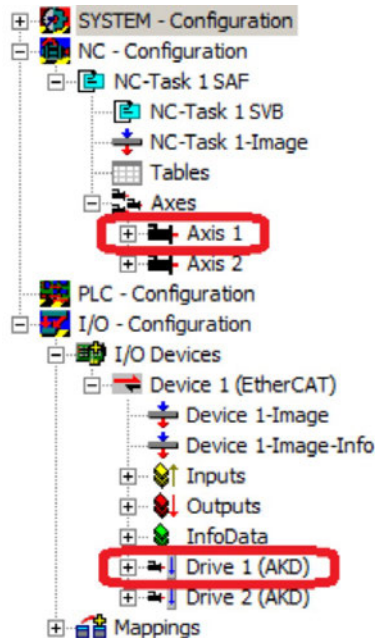 SYSTEM - Configuration
NC - Configuration
NC-Task 1 SAF
NC-Task 1 SVB
NC-Task 1-Image
Tables
Axes
Axis 1
Axis 2
PLC - Configuration
I/O - Configuration
I/O Devices
Device 1 (EtherCAT)
Device 1-Image
Device 1-Image-Info
Inputs
Outputs
InfoData
Drive 1 (AKD)
Drive 2 (AKD)
Mappings